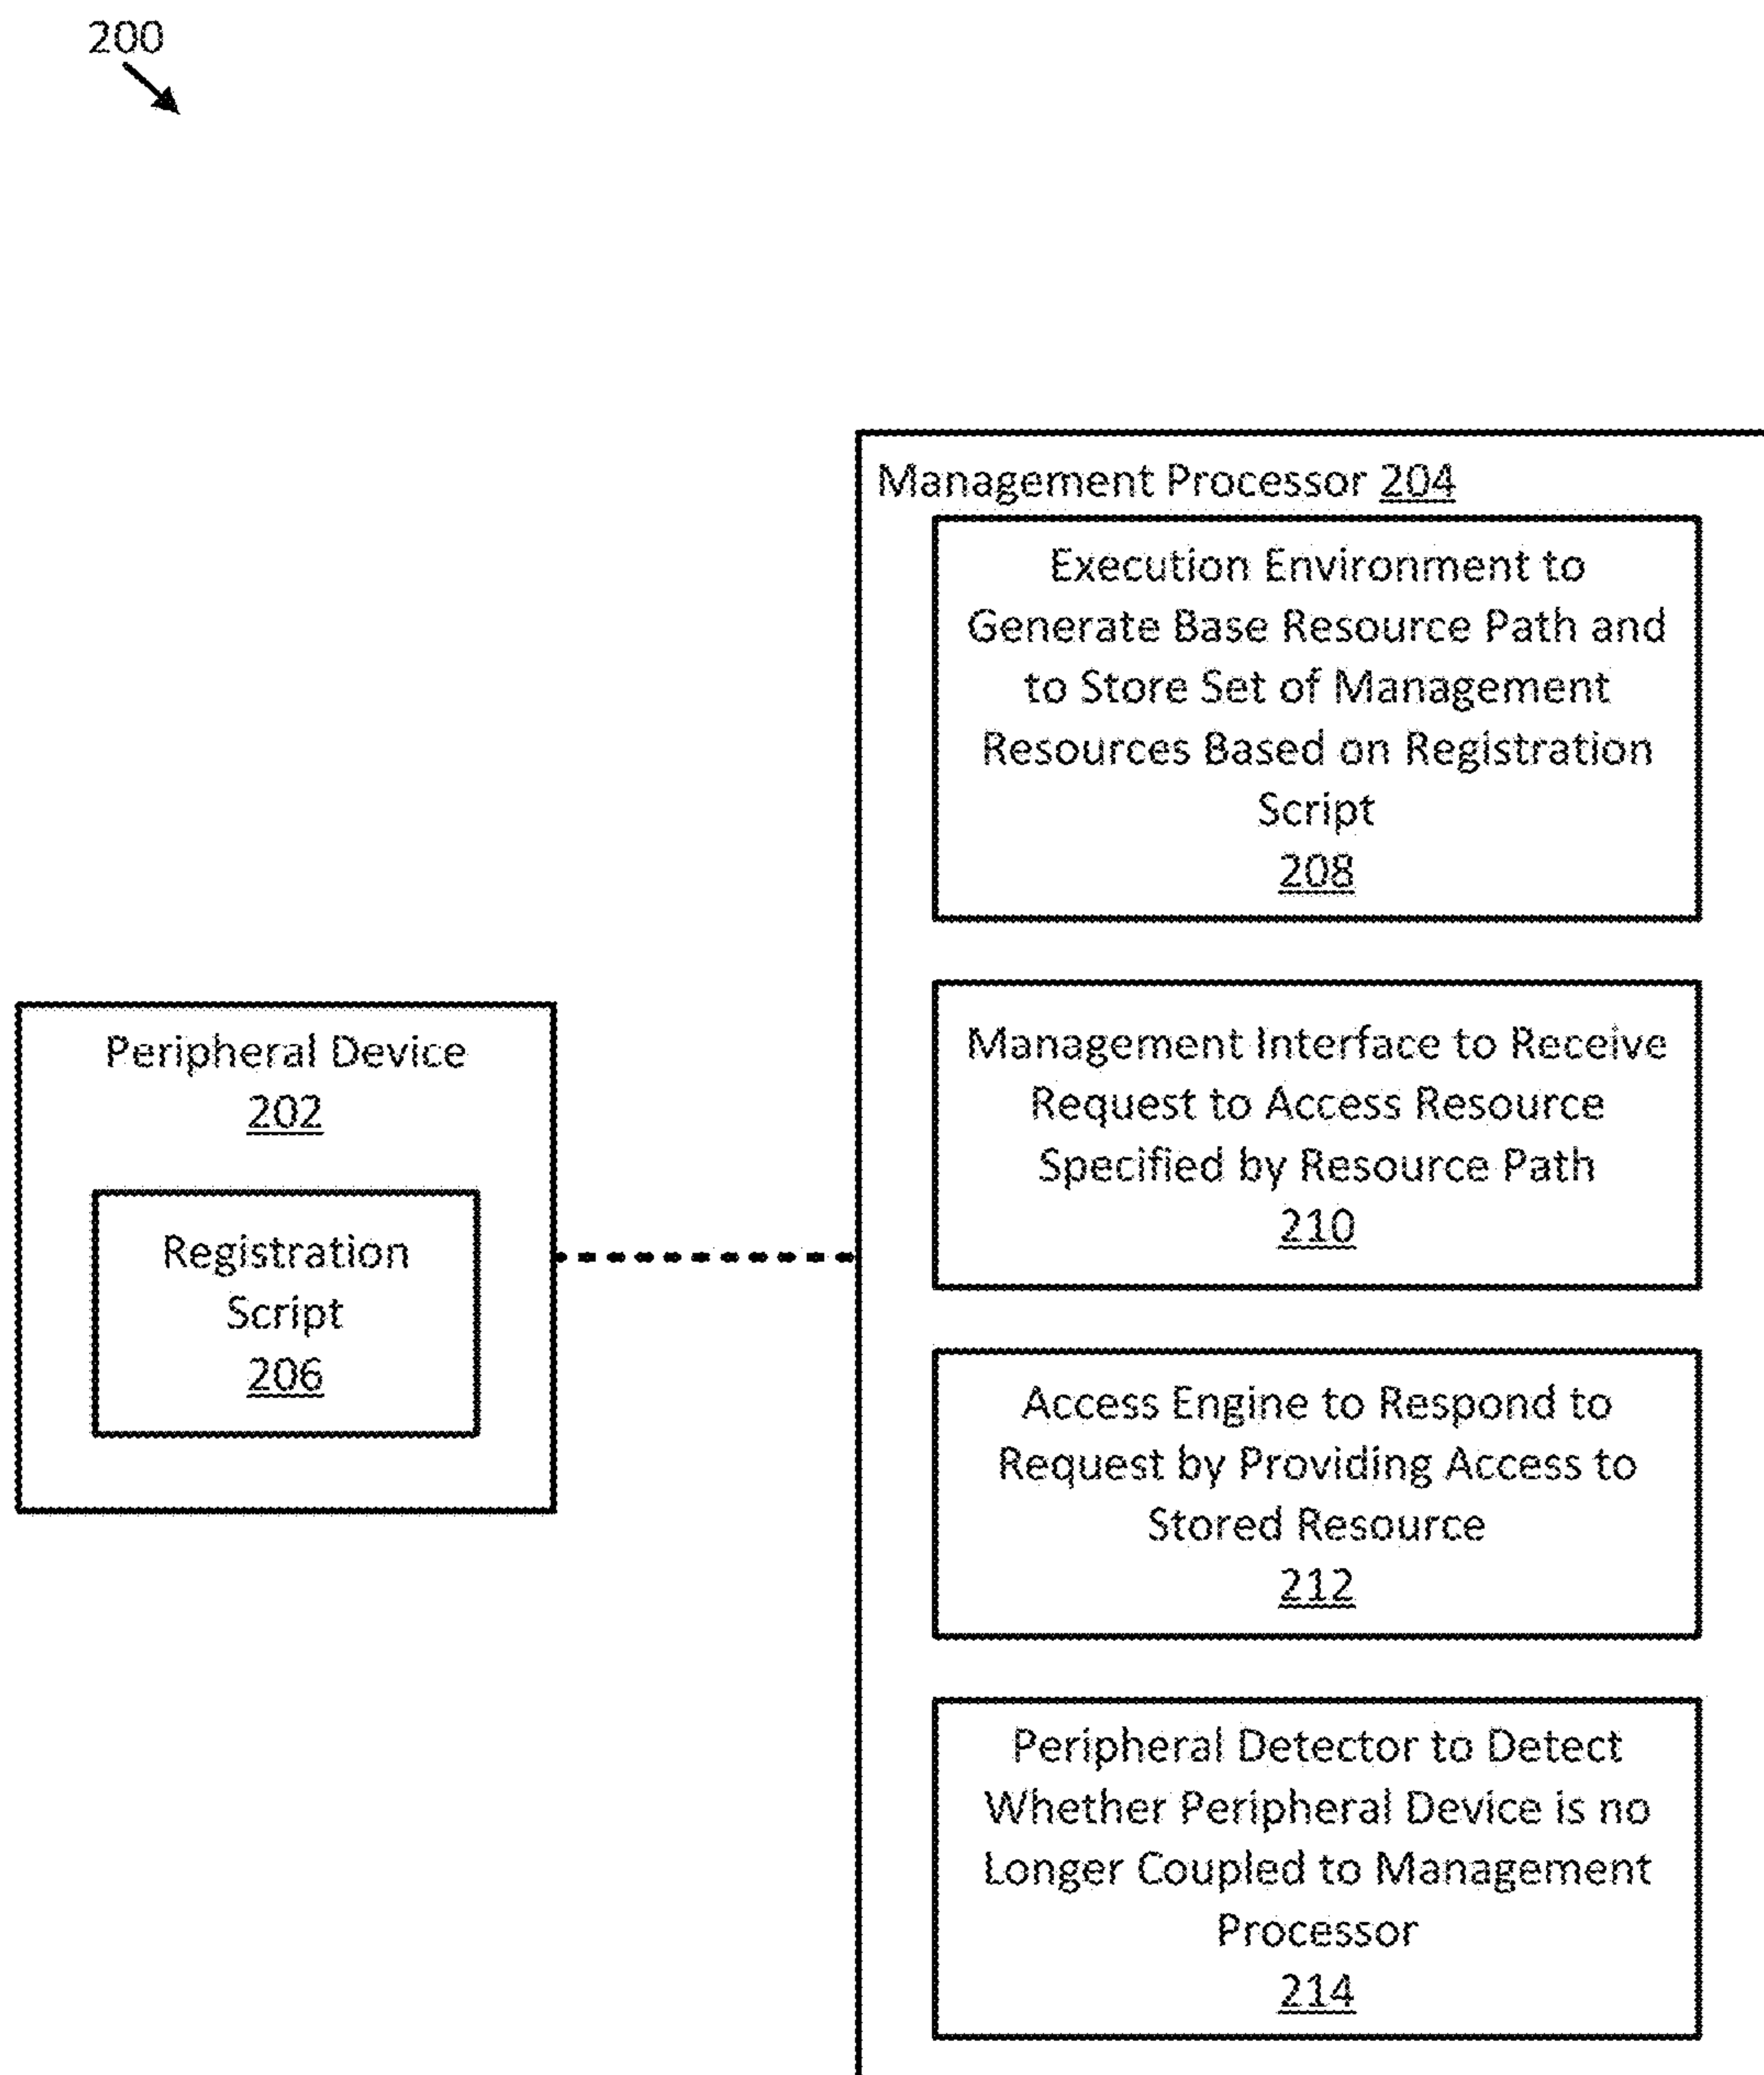 200
Management Processor 204
Execution Environment to
Generate Base Resource Path and
to Store Set of Management
Resources Based on Registration
Script
208
Management Interface to Receive
Request to Access Resource
Specified by Resource Path
210
Access Engine to Respond to
Request by Providing Access to
Stored Resource
212
Peripheral Detector to Detect
Whether Peripheral Device is no
Longer Coupled to Management
Processor
214
Peripheral Device
202
Registration
Script
206